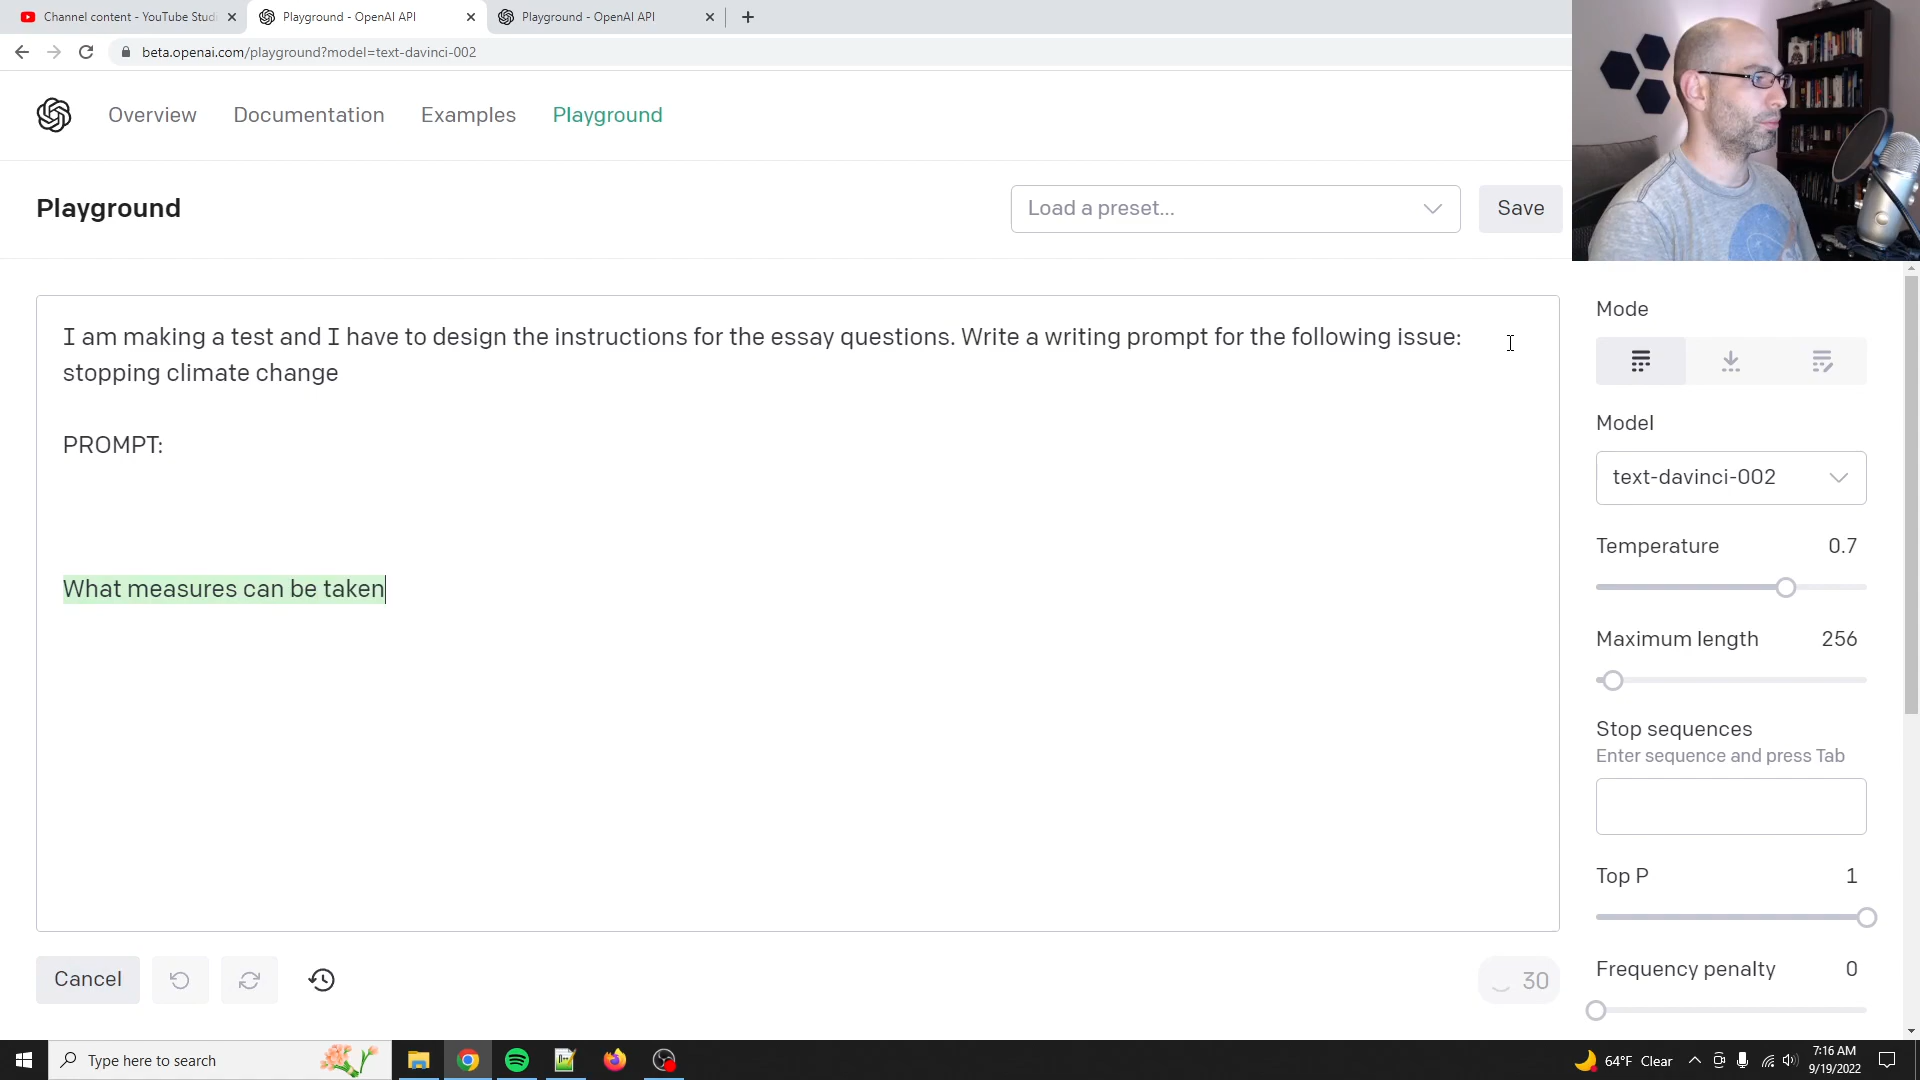 Channel content - YouTube Studi
Playground - OpenAI API
Playground - OpenAI API
beta.openai.com/playground?model=text-davinci-002
Overview
Documentation
Examples
Playground
Playground
Load a preset...
Save
I am making a test and I have to design the instructions for the essay questions. Write a writing prompt for the following issue:
stopping climate change
PROMPT:
What measures can be taken
Mode
Model
text-davinci-002
Temperature 0.7
Maximum length 256
Stop sequences
Enter sequence and press Tab
Top P 1
Frequency penalty 0
Cancel
30
Type here to search
64°F Clear
7:16 AM
9/19/2022